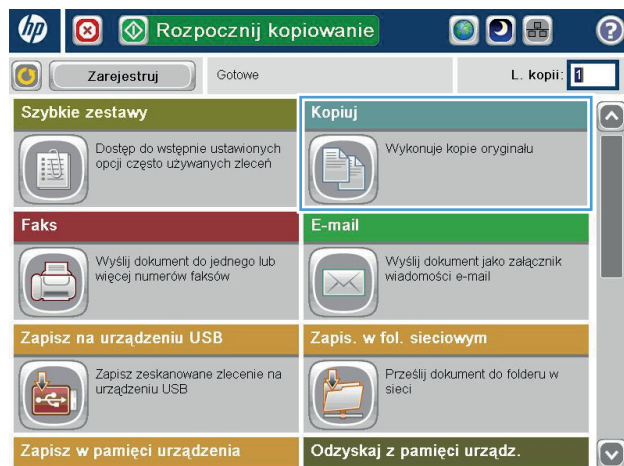 hp
Rozpocznij kopiowanie
?
Zarejestruj
Gotowe
L. kopii: 1
Szybkie zestawy
Dostęp do wstępnie ustawionych
opcji często używanych zleceń
Kopiuj
Wykonuje kopie oryginału
Faks
Wyślij dokument do jednego lub
więcej numerów faksów
E-mail
Wyślij dokument jako załącznik
wiadomości e-mail
Zapisz na urządzeniu USB
Zapisz zeskanowane zlecenie na
urządzeniu USB
Zapis. w fol. sieciowym
Prześlij dokument do folderu w
sieci
Zapisz w pamięci urządzenia
Odzyskaj z pamięci urządz.